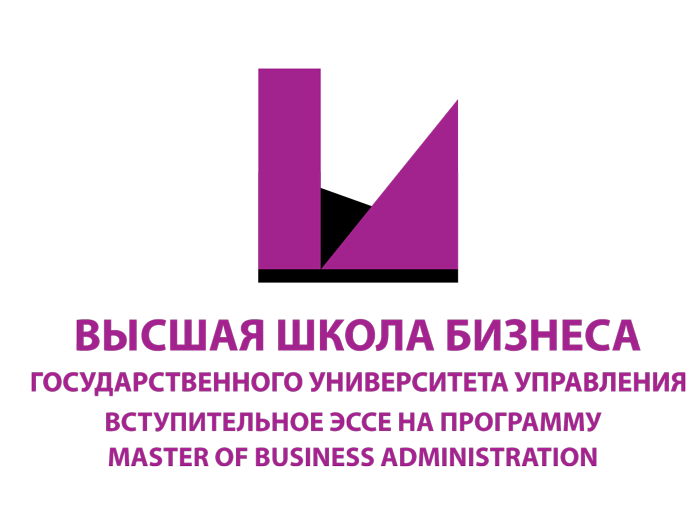 ВЫСШАЯ ШКОЛА БИЗНЕСА
ГОСУДАРСТВЕННОГО УНИВЕРСИТЕТА УПРАВЛЕНИЯ
ВСТУПИТЕЛЬНОЕ ЭССЕ НА ПРОГРАММУ
MASTER OF BUSINESS ADMINISTRATION